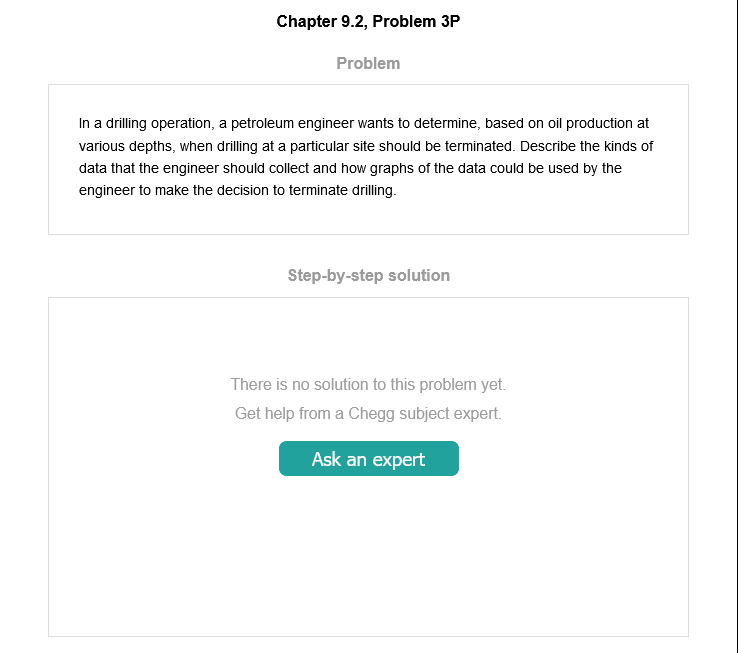 Chapter 9.2, Problem 3P
Problem
In a drilling operation, a petroleum engineer wants to determine, based on oil production at
various depths, when drilling at a particular site should be terminated. Describe the kinds of
data that the engineer should collect and how graphs of the data could be used by the
engineer to make the decision to terminate drilling.
Step-by-step solution
There is no solution to this problem yet.
Get help from a Chegg subject expert.
Ask an expert